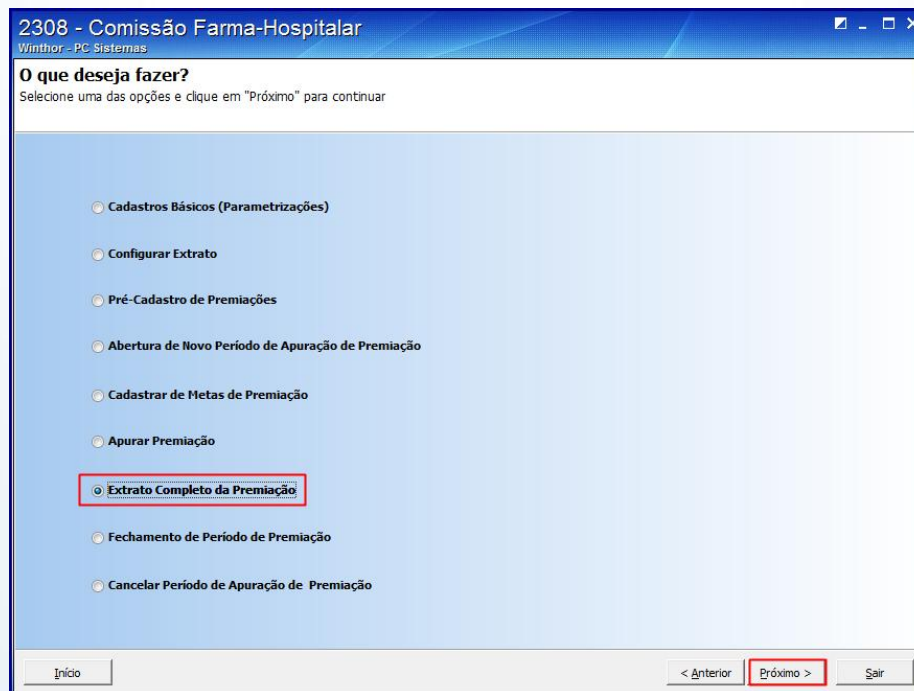 2308 - Comissão Farma-Hospitalar
Winthor - PC Sistemas
O que deseja fazer?
Selecione uma das opções e clique em "Próximo" para continuar
Cadastros Básicos (Parametrizações)
Configurar Extrato
Pré-Cadastro de Premiações
Abertura de Novo Período de Apuração de Premiação
Cadastrar de Metas de Premiação
Apurar Premiação
Extrato Completo da Premiação
Fechamento de Período de Premiação
Cancelar Período de Apuração de Premiação
Início < Anterior Próximo > Sair